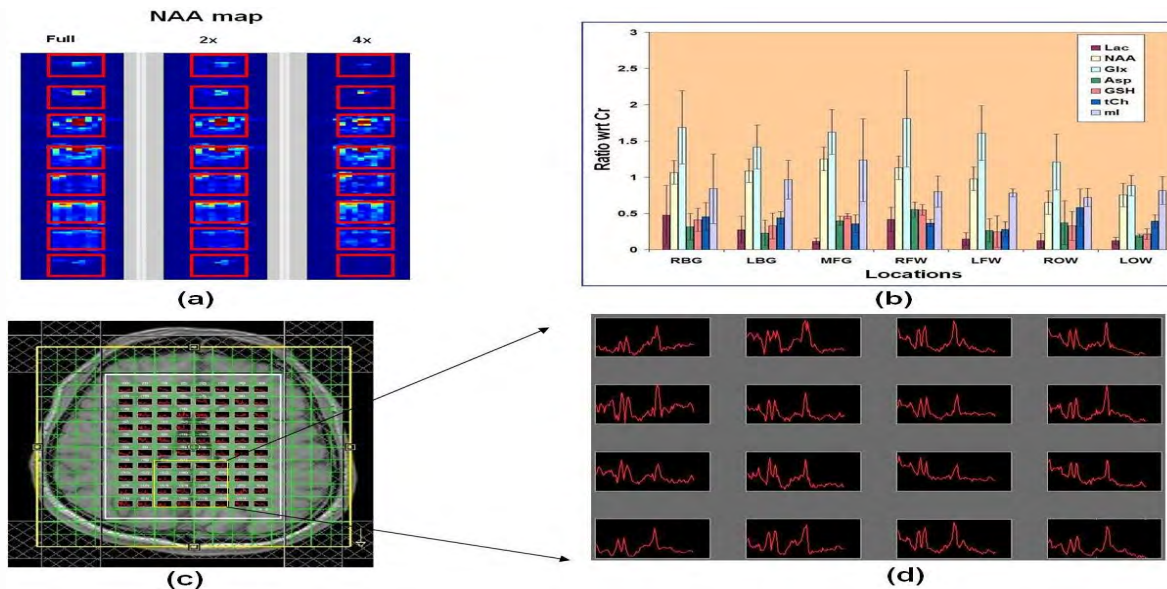 NAA map
Full 2x 4x
(a)
3
2.5
2
1.5
1
0.5
0
Ratio wrt Cr
Lac
NAA
Glx
Asp
GSH
tCh
mI
RBG LBG MFG RFW LFW ROW LOW
Locations
(b)
(c)
(d)